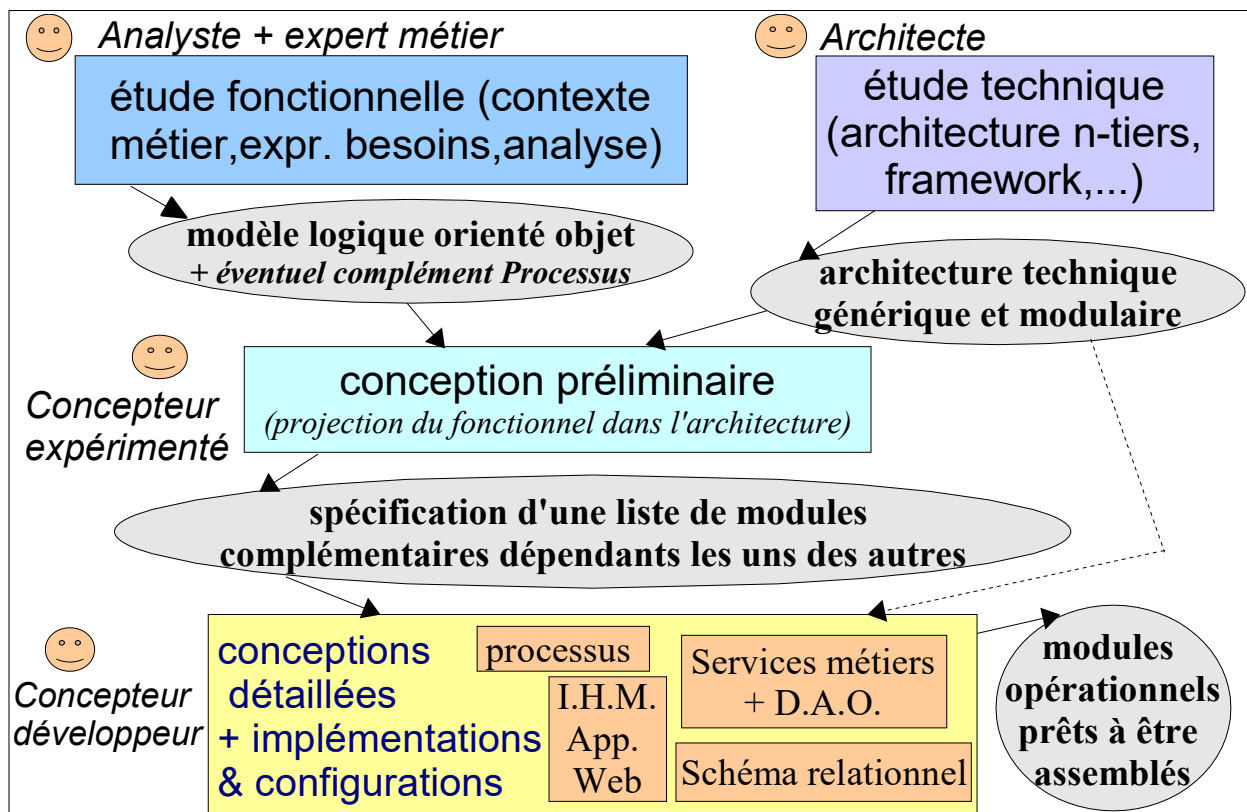 Analyste + expert métier
étude fonctionnelle (contexte
métier,expr. besoins,analyse)
Architecte
étude technique
(architecture n-tiers,
framework,...)
modèle logique orienté objet
+ éventuel complément Processus
architecture technique
générique et modulaire
Concepteur
expérimenté
conception préliminaire
(projection du fonctionnel dans l'architecture)
spécification d'une liste de modules
complémentaires dépendants les uns des autres
Concepteur
développeur
conceptions
détaillées
+ implémentations
& configurations
processus
I.H.M.
App.
Web
Services métiers
+ D.A.O.
Schéma relationnel
modules
opérationnels
prêts à être
assemblés